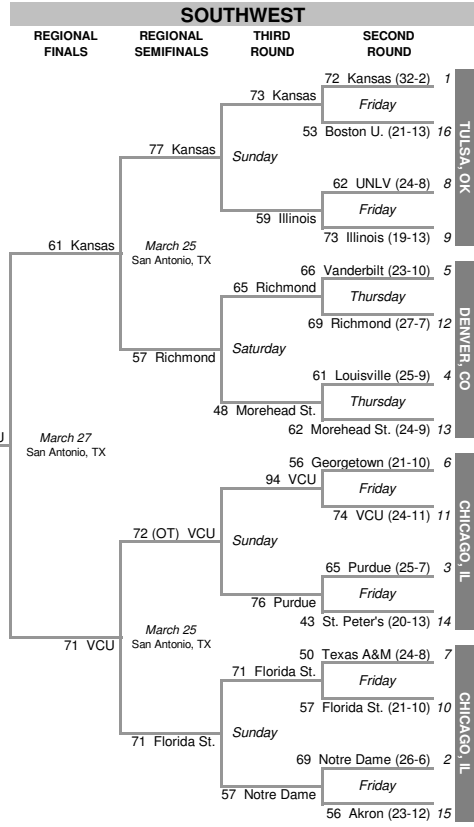 SOUTHWEST
REGIONAL FINALS
REGIONAL SEMIFINALS
THIRD ROUND
SECOND ROUND
72 Kansas (32-2) 1
73 Kansas
Friday
53 Boston U. (21-13) 16
77 Kansas
Sunday
TULSA, OK
62 UNLV (24-8) 8
59 Illinois
Friday
73 Illinois (19-13) 9
61 Kansas
March 25
San Antonio, TX
66 Vanderbilt (23-10) 5
65 Richmond
Thursday
69 Richmond (27-7) 12
57 Richmond
Saturday
DENVER, CO
61 Louisville (25-9) 4
48 Morehead St.
Thursday
62 Morehead St. (24-9) 13
March 27
San Antonio, TX
56 Georgetown (21-10) 6
94 VCU
Friday
74 VCU (24-11) 11
72 (OT) VCU
Sunday
CHICAGO, IL
65 Purdue (25-7) 3
76 Purdue
Friday
43 St. Peter's (20-13) 14
71 VCU
March 25
San Antonio, TX
50 Texas A&M (24-8) 7
71 Florida St.
Friday
57 Florida St. (21-10) 10
71 Florida St.
Sunday
CHICAGO, IL
69 Notre Dame (26-6) 2
57 Notre Dame
Friday
56 Akron (23-12) 15